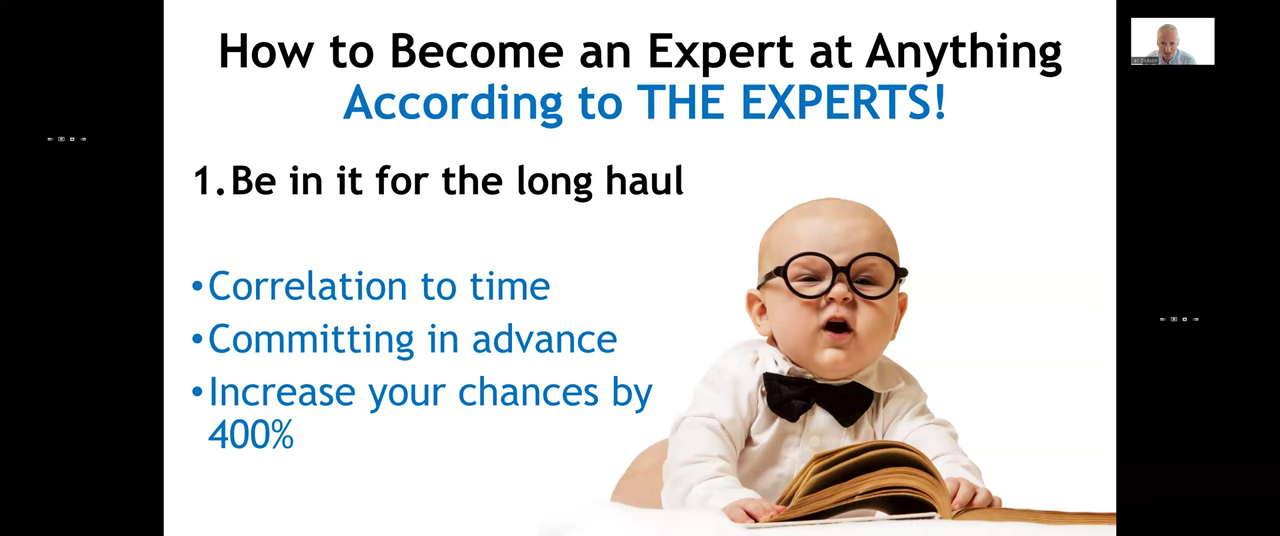 How to Become an Expert at Anything
According to THE EXPERTS!
1. Be in it for the long haul
•Correlation to time
•Committing in advance
•Increase your chances by
400%